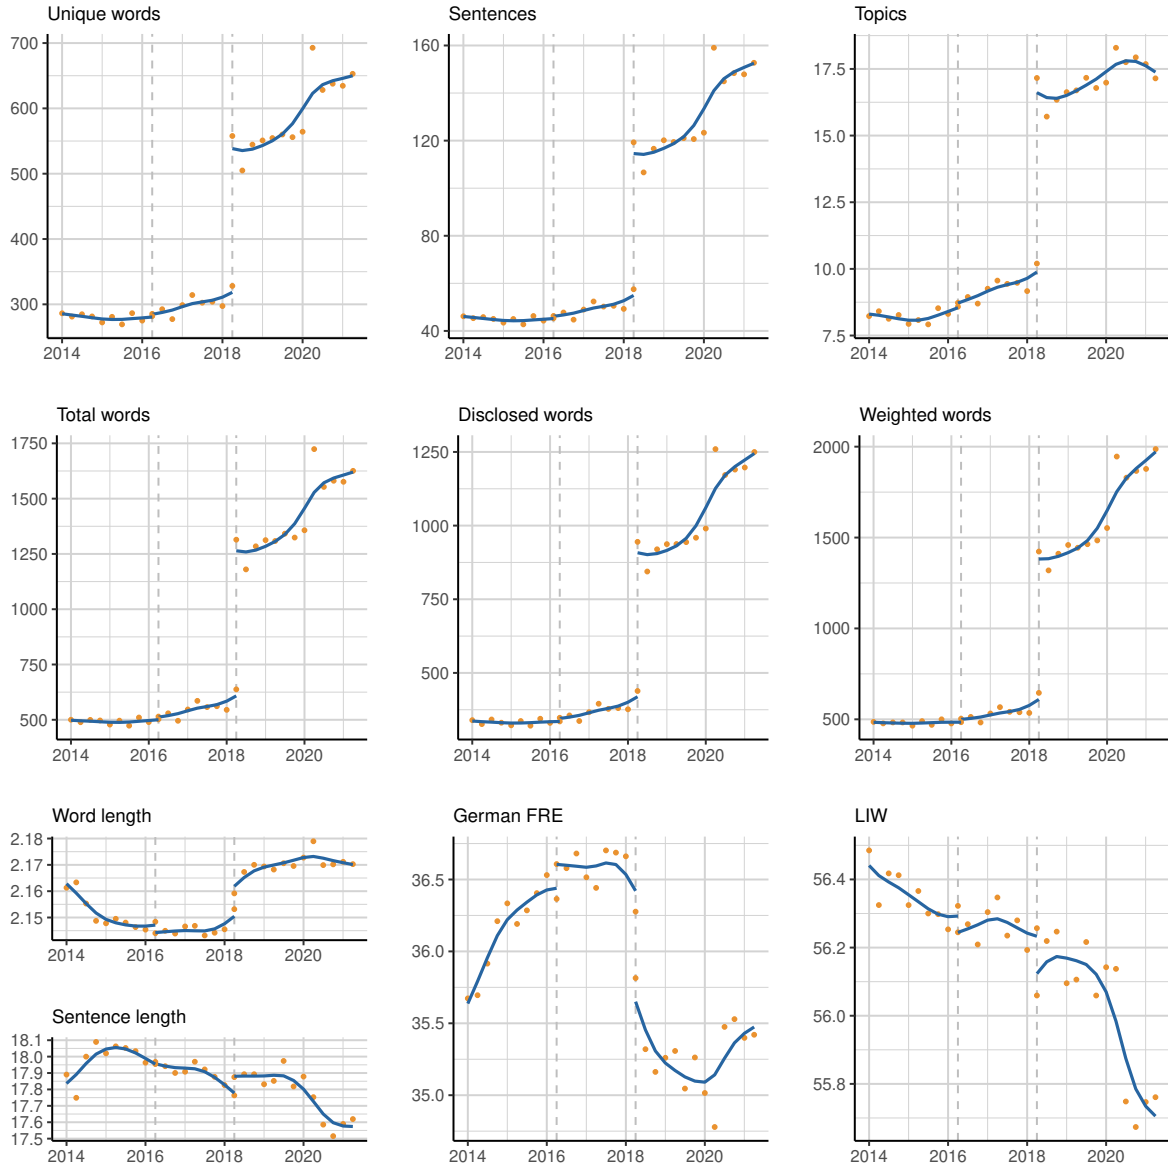 Unique words
700
600
500
400
300
2014 2016 2018 2020
Sentences
160
120
80
40
2014 2016 2018 2020
Topics
17.5
15.0
12.5
10.0
7.5
2014 2016 2018 2020
Total words
1750
1500
1250
1000
750
500
2014 2016 2018 2020
Disclosed words
1250
1000
750
500
2014 2016 2018 2020
Weighted words
2000
1500
1000
500
2014 2016 2018 2020
Word length
2.18
2.17
2.16
2.15
2014 2016 2018 2020
Sentence length
18.1
18.0
17.9
17.8
17.7
17.6
17.5
2014 2016 2018 2020
German FRE
36.5
36.0
35.5
35.0
2014 2016 2018 2020
LIW
56.4
56.2
56.0
55.8
2014 2016 2018 2020